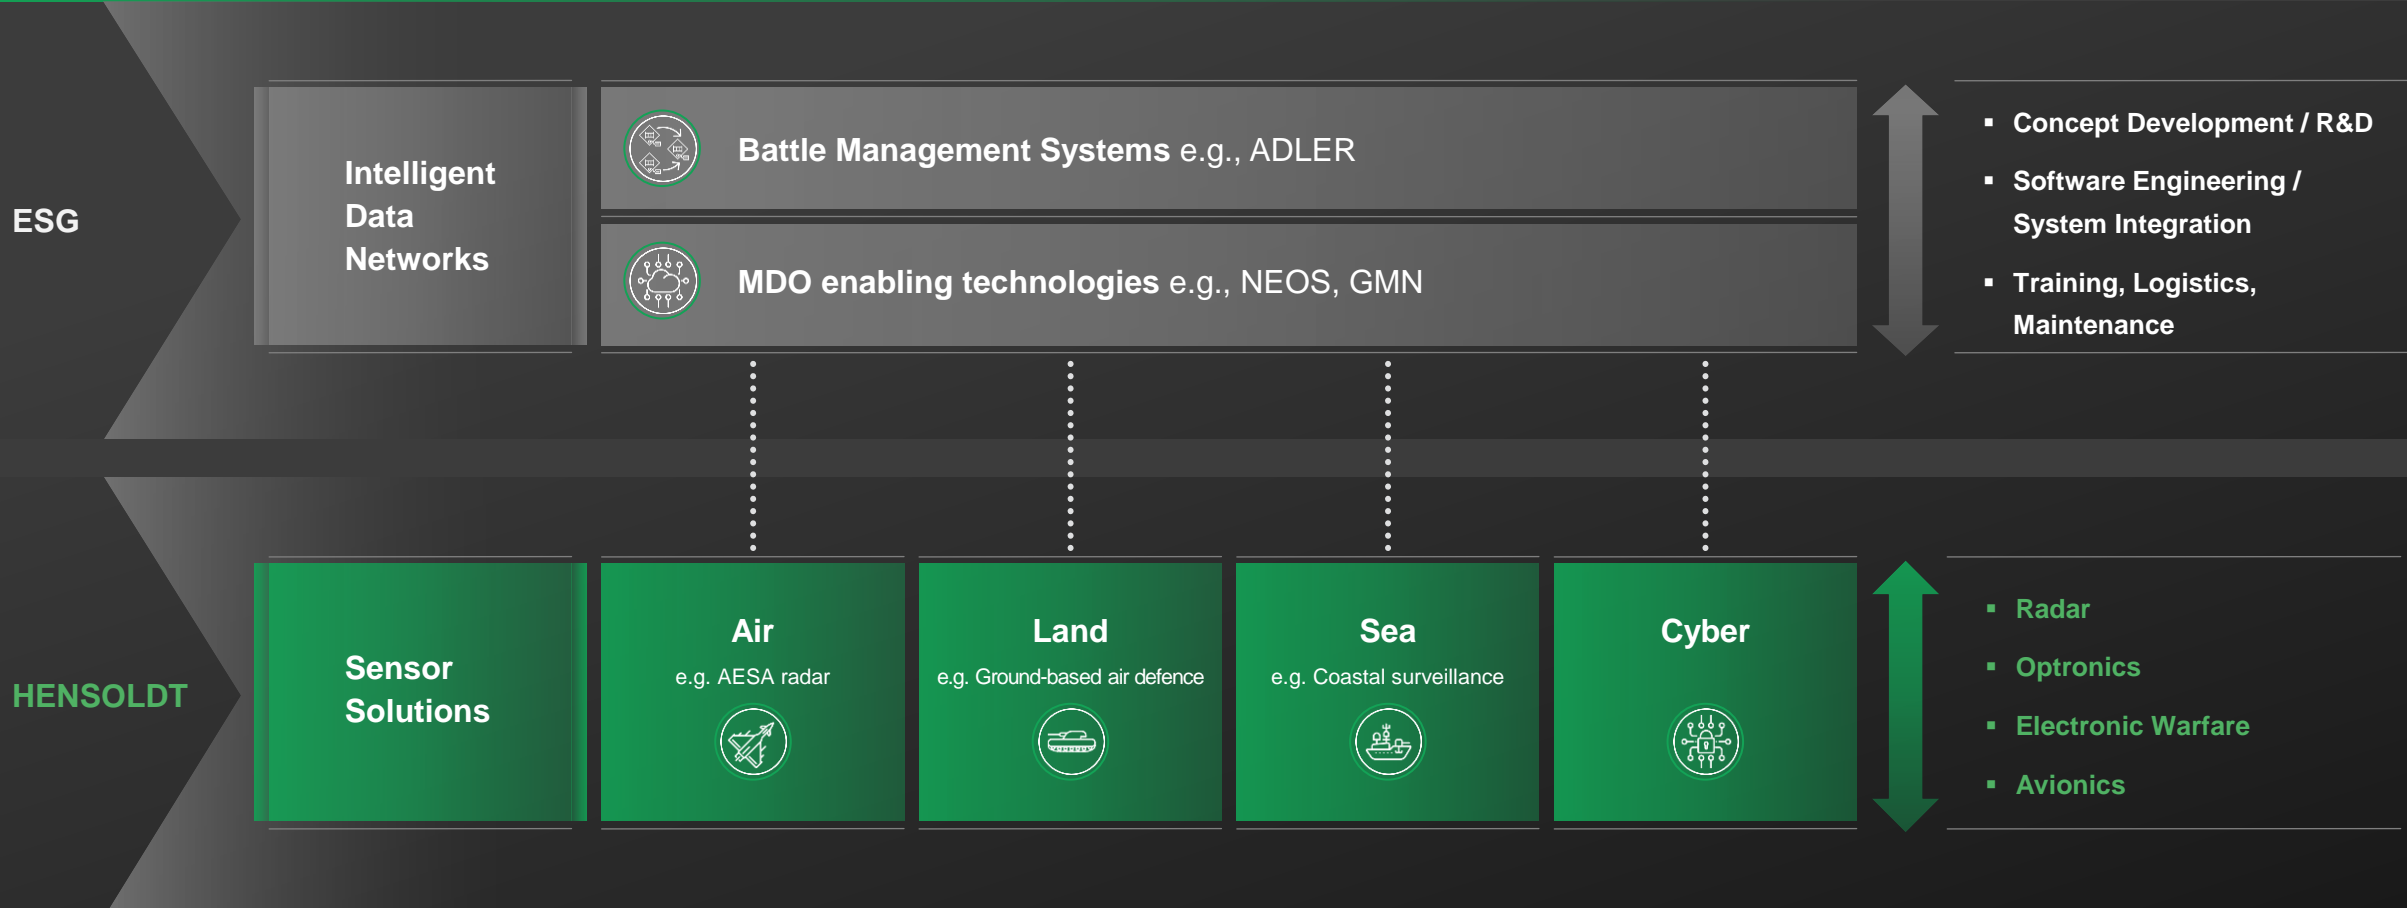 ESG
Intelligent
Data
Networks
Battle Management Systems e.g., ADLER
MDO enabling technologies e.g., NEOS, GMN
▪ Concept Development / R&D
▪ Software Engineering /
System Integration
▪ Training, Logistics,
Maintenance
HENSOLDT
Sensor
Solutions
Air
e.g. AESA radar
Land
e.g. Ground-based air defence
Sea
e.g. Coastal surveillance
Cyber
▪ Radar
▪ Optronics
▪ Electronic Warfare
▪ Avionics